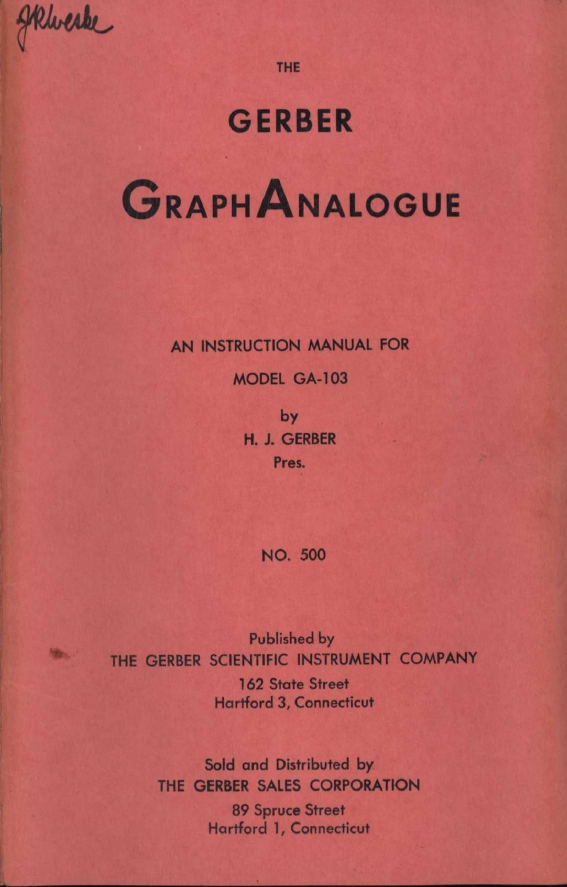 JRWeske
THE
GERBER
GRAPHANALOGUE
AN INSTRUCTION MANUAL FOR
MODEL GA-103
by
H. J. GERBER
Pres.
NO. 500
Published by
THE GERBER SCIENTIFIC INSTRUMENT COMPANY
162 State Street
Hartford 3, Connecticut
Sold and Distributed by
THE GERBER SALES CORPORATION
89 Spruce Street
Hartford 1, Connecticut